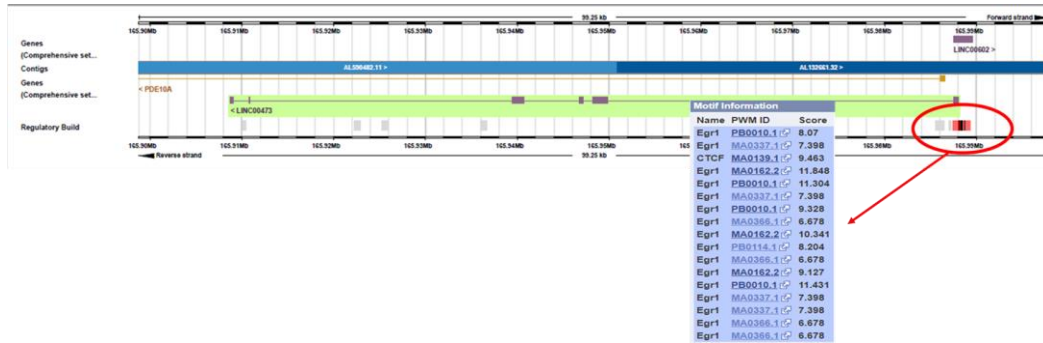 99.25 kb Forward strand
165.90Mb 165.91Mb 165.92Mb 165.93Mb 165.94Mb 165.95Mb 165.96Mb 165.97Mb 165.98Mb 165.99Mb
Genes
(Comprehensive set...
LINC00602 >
Contigs
AL590482.11 > AL132661.32 >
Genes
(Comprehensive set...
< PDE10A
< LINC00473
Regulatory Build
165.90Mb 165.91Mb 165.92Mb 165.93Mb 165.94Mb 165.95Mb 165.96Mb 165.98Mb 165.99Mb
Reverse strand 99.25 kb
Motif Information
Name PWM ID Score
Egr1 PB0010.1 8.07
Egr1 MA0337.1 7.398
CTCF MA0139.1 9.463
Egr1 MA0162.2 11.848
Egr1 PB0010.1 11.304
Egr1 MA0337.1 7.398
Egr1 PB0010.1 9.328
Egr1 MA0366.1 6.678
Egr1 MA0162.2 10.341
Egr1 PB0114.1 8.204
Egr1 MA0366.1 6.678
Egr1 MA0162.2 9.127
Egr1 PB0010.1 11.431
Egr1 MA0337.1 7.398
Egr1 MA0337.1 7.398
Egr1 MA0366.1 6.678
Egr1 MA0366.1 6.678